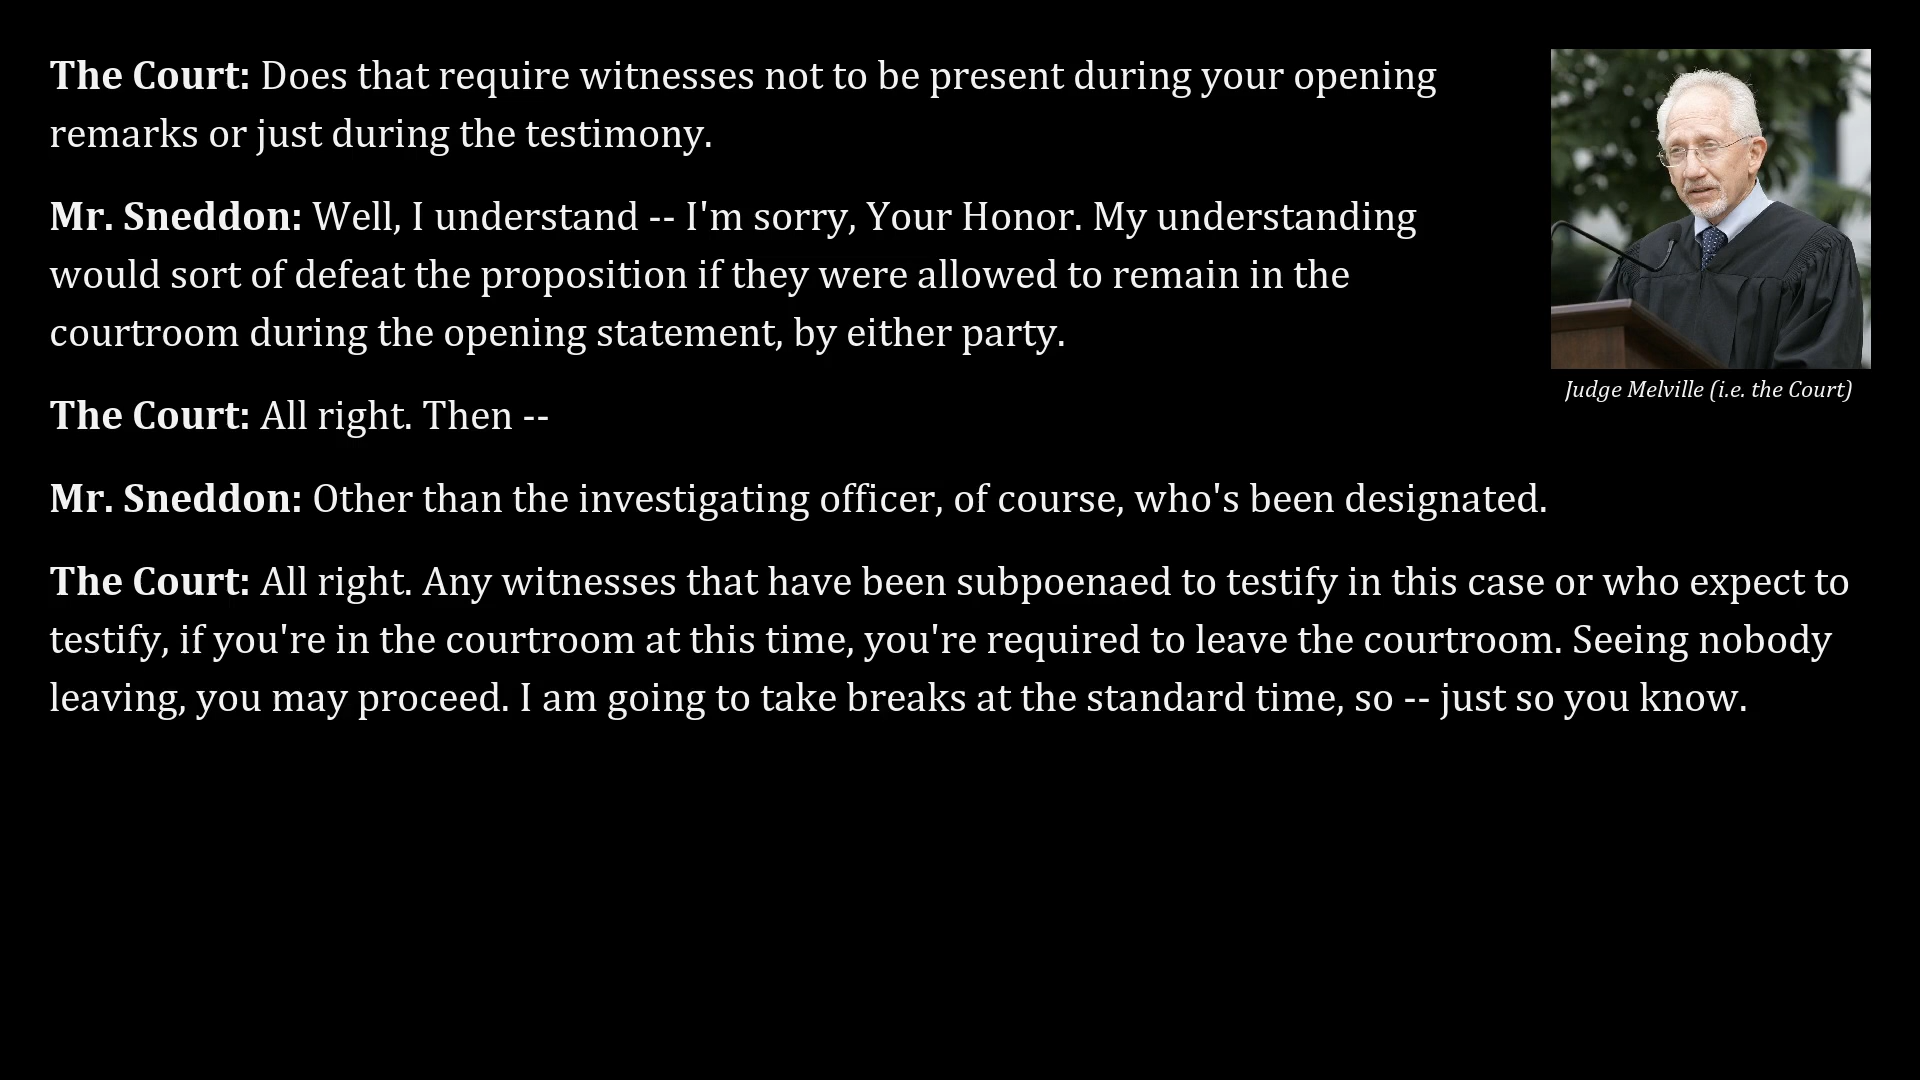 The Court: Does that require witnesses not to be present during your opening
remarks or just during the testimony.
Mr. Sneddon: Well, I understand -- I'm sorry, Your Honor. My understanding
would sort of defeat the proposition if they were allowed to remain in the
courtroom during the opening statement, by either party.
Judge Melville (i.e. the Court)
The Court: All right. Then --
Mr. Sneddon: Other than the investigating officer, of course, who's been designated.
The Court: All right. Any witnesses that have been subpoenaed to testify in this case or who expect to
testify, if you're in the courtroom at this time, you're required to leave the courtroom. Seeing nobody
leaving, you may proceed. I am going to take breaks at the standard time, so -- just so you know.